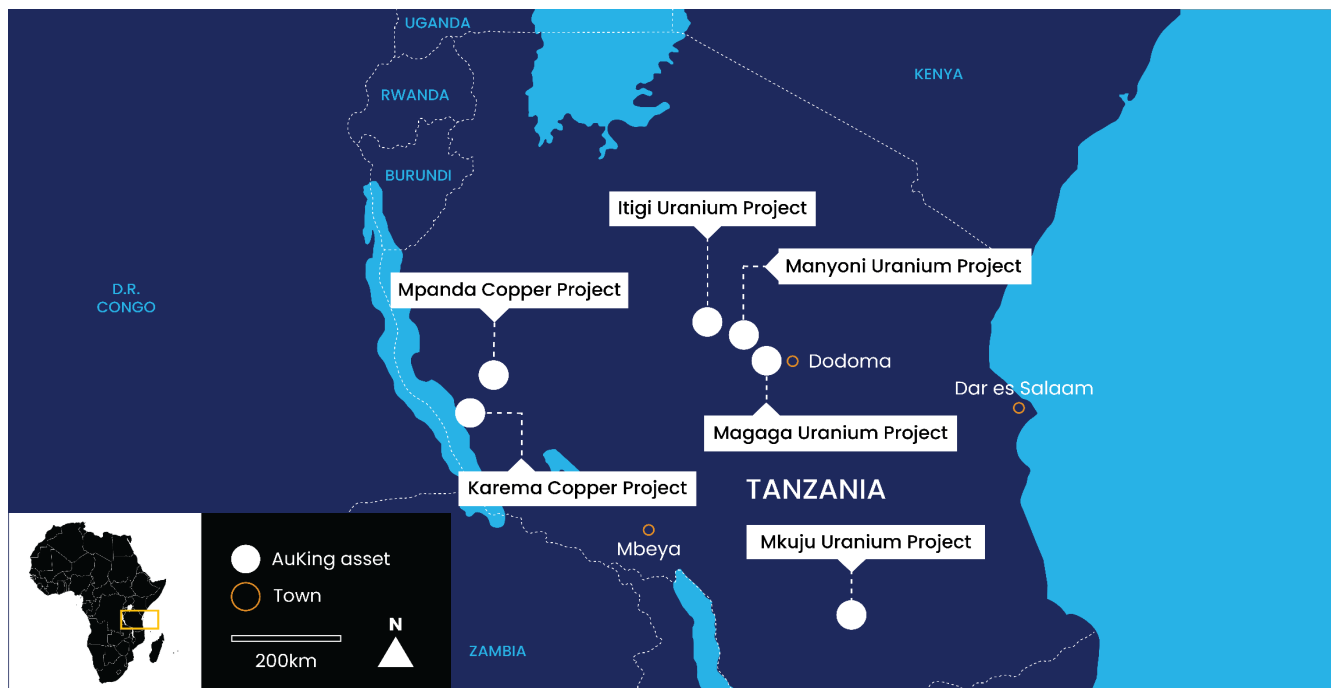 UGANDA
KENYA
RWANDA
BURUNDI
Itigi Uranium Project
Manyoni Uranium Project
D.R.
CONGO
Mpanda Copper Project
Dodoma
Dar es Salaam
Magaga Uranium Project
Karema Copper Project
TANZANIA
Mbeya
Mkuju Uranium Project
AuKing asset
Town
N
200km
ZAMBIA